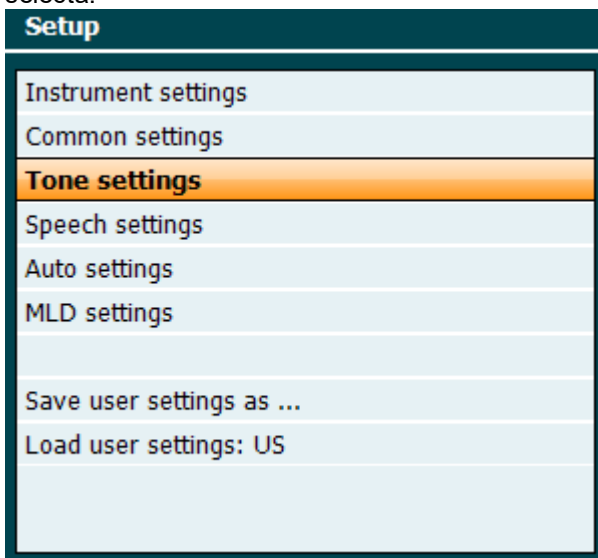 selecta.
Setup
Instrument settings
Common settings
Tone settings
Speech settings
Auto settings
MLD settings
Save user settings as ...
Load user settings: US